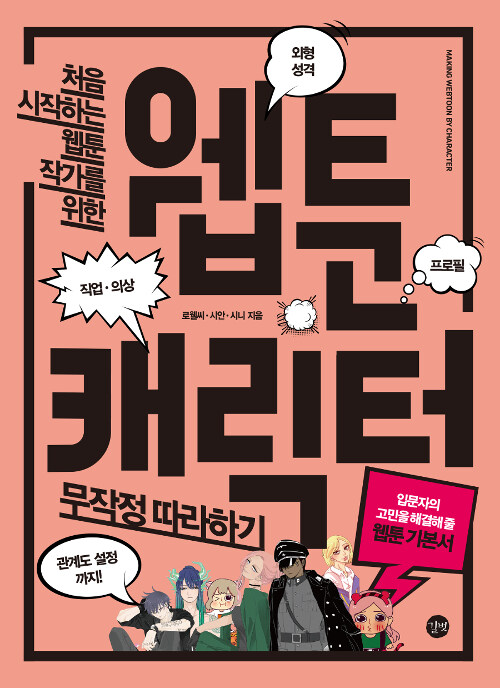 처음
시작하는
웹툰
작가를
위한
외형
성격
MAKING WEBTOON BY CHARACTER
웹툰
직업·의상
프로필
로웰씨·시안·시니 지음
캐릭터
무작정 따라하기
입문자의
고민을 해결해 줄
웹툰 기본서
관계도 설정
까지!
길벗